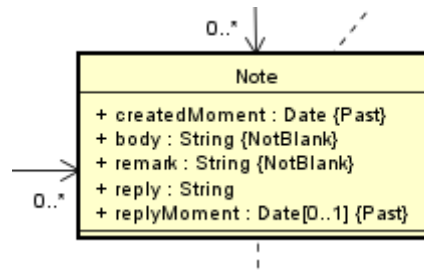 0..*
Note
+ createdMoment : Date {Past}
+ body : String {NotBlank}
+ remark : String {NotBlank}
+ reply : String
+ replyMoment : Date[0..1] {Past}
0..*